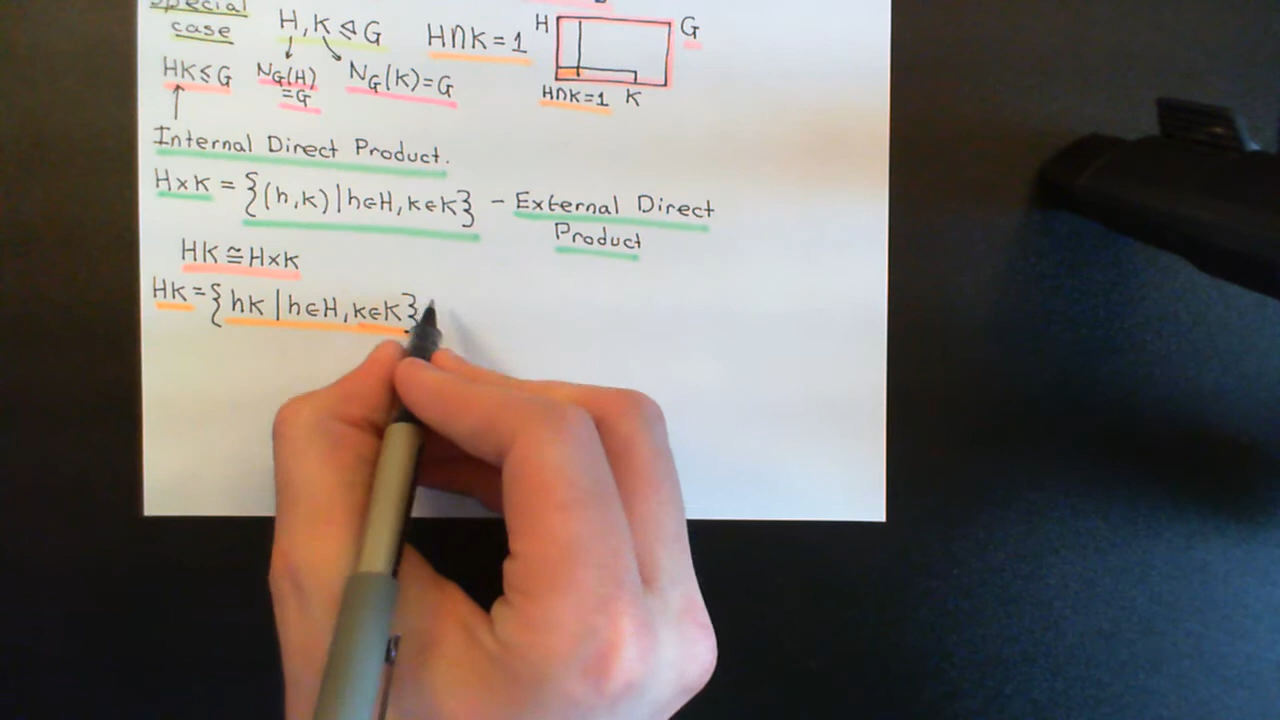 special H, K ⊴ G H∩K = 1 H G
case
HK ≤ G N_G(H) = G N_G(K) = G H∩K=1 K
Internal Direct Product.
H×K = {(h,k) | h∈H, k∈K} - External Direct Product
HK ≅ H×K
HK = {hk | h∈H, k∈K}